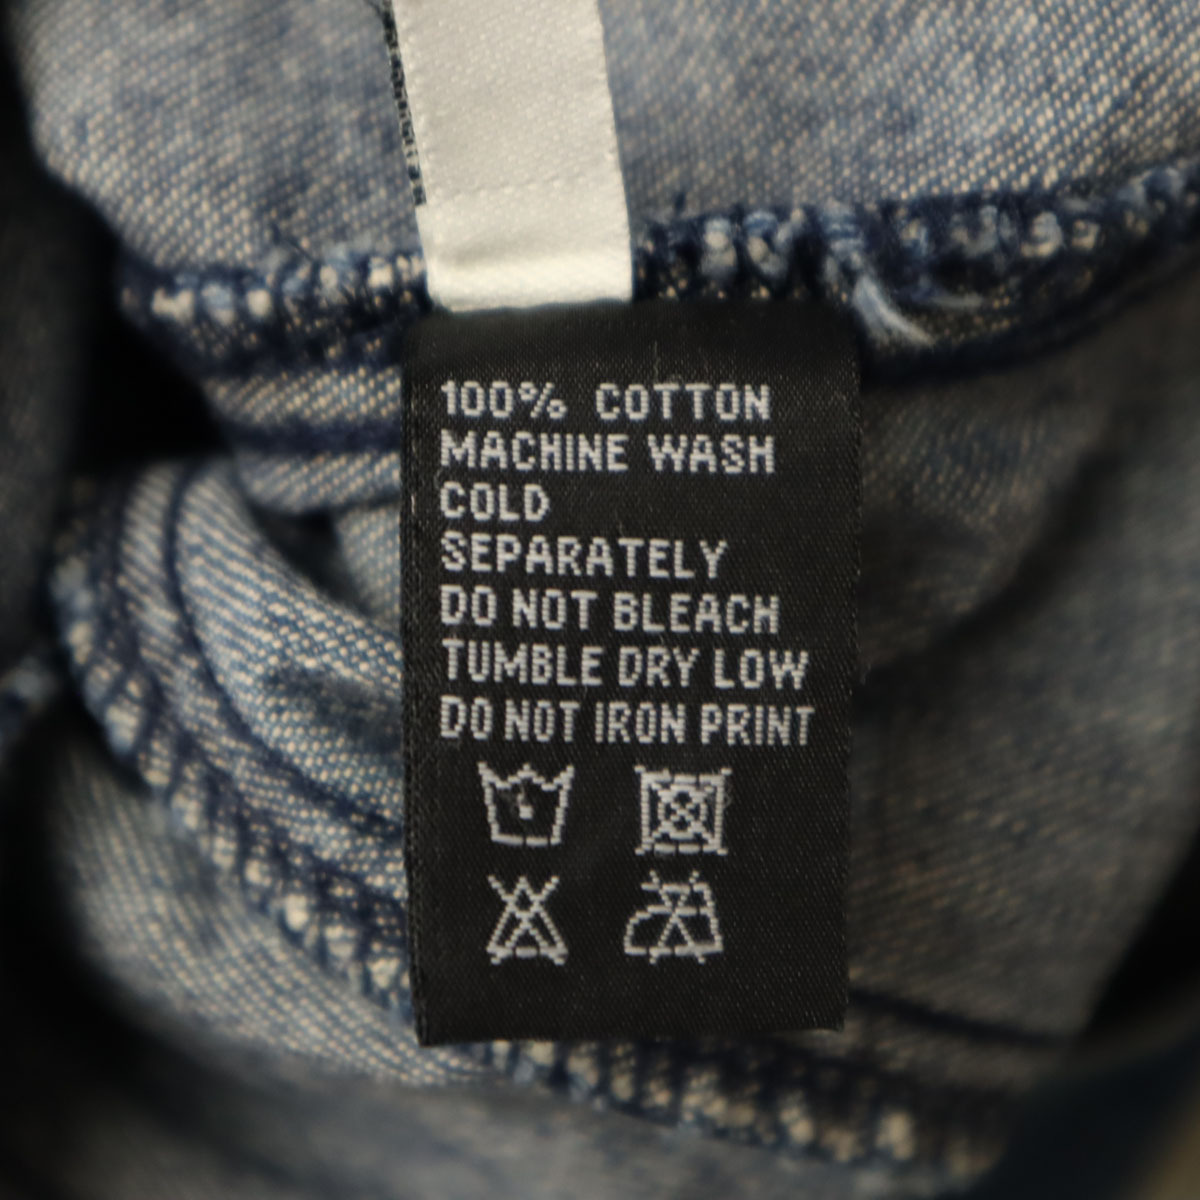 100% COTTON
MACHINE WASH
COLD
SEPARATELY
DO NOT BLEACH
TUMBLE DRY LOW
DO NOT IRON PRINT